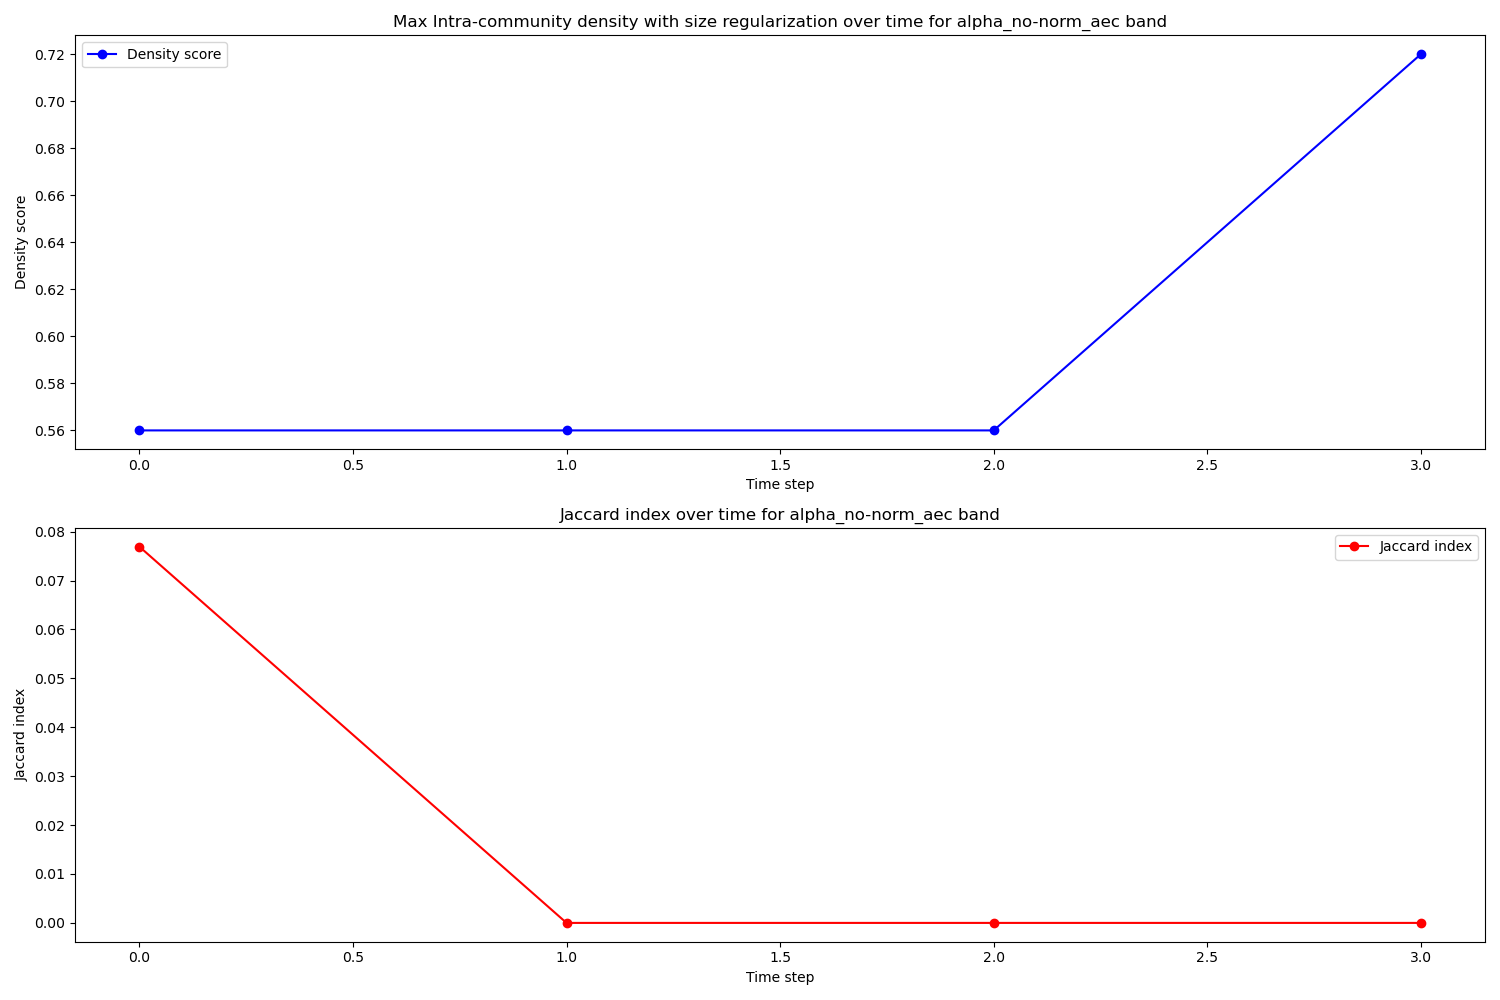 Max Intra-community density with size regularization over time for alpha_no-norm_aec band
Density score
Density score
0.72
0.70
0.68
0.66
0.64
0.62
0.60
0.58
0.56
0.0 0.5 1.0 1.5 2.0 2.5 3.0
Time step
Jaccard index over time for alpha_no-norm_aec band
Jaccard index
Jaccard index
0.08
0.07
0.06
0.05
0.04
0.03
0.02
0.01
0.00
0.0 0.5 1.0 1.5 2.0 2.5 3.0
Time step